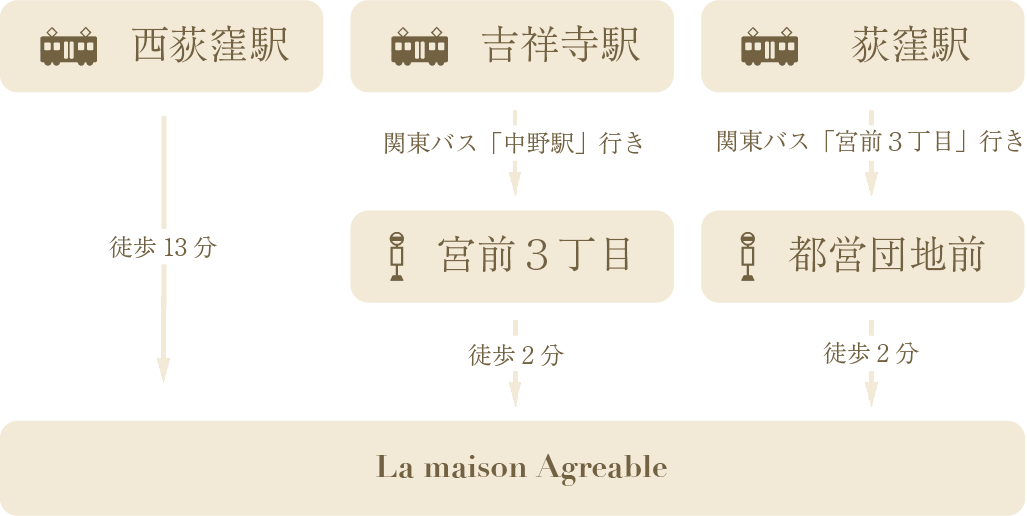 西荻窪駅
吉祥寺駅
荻窪駅
関東バス「中野駅」行き
関東バス「宮前３丁目」行き
徒歩 13 分
宮前３丁目
都営団地前
徒歩 2 分
徒歩 2 分
La maison Agreable